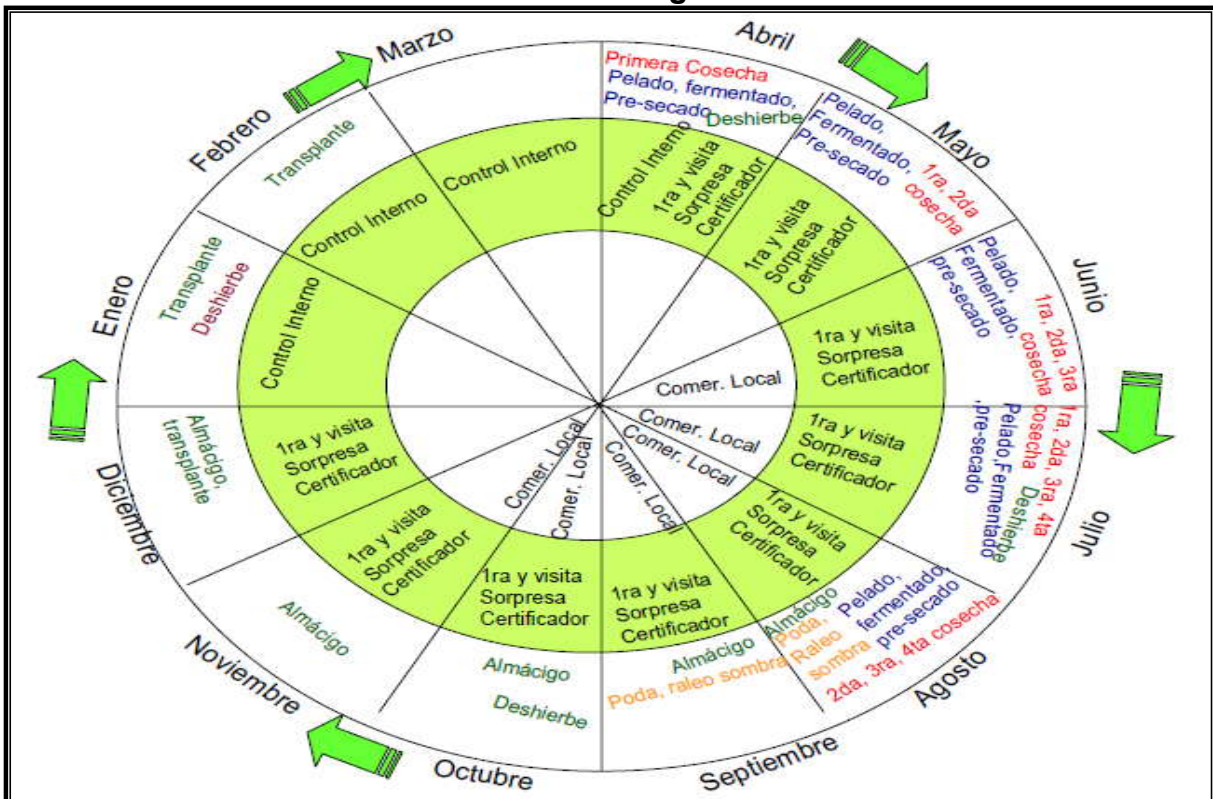 Marzo
Abril
Mayo
Junio
Julio
Agosto
Septiembre
Octubre
Noviembre
Diciembre
Enero
Febrero
Primera Cosecha
Pelado, fermentado,
Pre-secado
Deshierbe
Control Interno
1ra y visita
Sorpresa
Certificador
Pelado,
Fermentado,
Pre-secado
1ra, 2da
cosecha
1ra y visita
Sorpresa
Certificador
Pelado,
Fermentado,
pre-secado
1ra, 2da, 3ra
cosecha
1ra y visita
Sorpresa
Certificador
Comer. Local
1ra, 2da, 3ra, 4ta
cosecha
Deshierbe
Pelado,Fermentado
,pre-secado
1ra y visita
Sorpresa
Certificador
Comer. Local
Almácigo
Poda,
Raleo
sombra
Pelado,
fermentado,
pre-secado
2da, 3ra, 4ta cosecha
1ra y visita
Sorpresa
Certificador
Comer. Local
Almácigo
Poda, raleo sombra
1ra y visita
Sorpresa
Certificador
Comer. Local
Almácigo
Deshierbe
1ra y visita
Sorpresa
Certificador
Comer. Local
Almácigo
1ra y visita
Sorpresa
Certificador
Comer. Local
Almácigo,
transplante
1ra y visita
Sorpresa
Certificador
Transplante
Deshierbe
Control Interno
Transplante
Control Interno
Control Interno